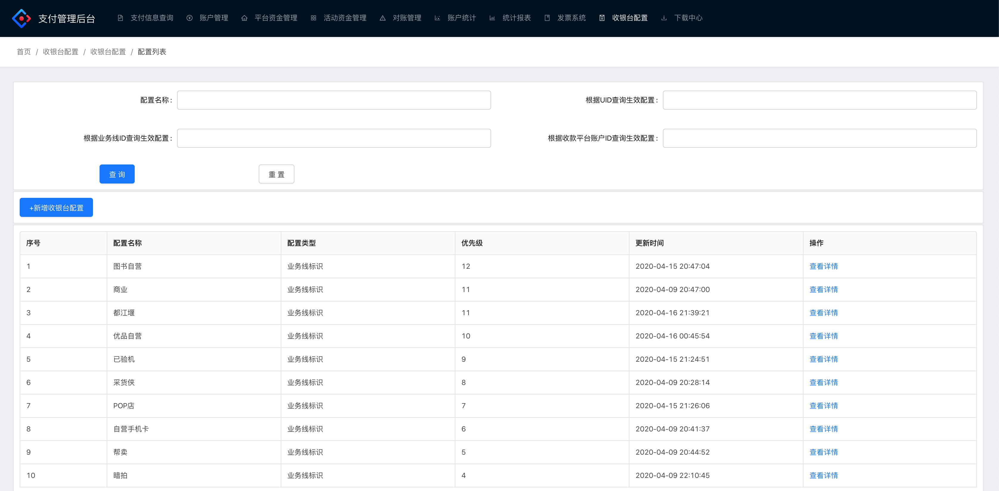 支付管理后台 支付信息查询 账户管理 平台资金管理 活动资金管理 对账管理 账户统计 统计报表 发票系统 收银台配置 下载中心
首页 / 收银台配置 / 收银台配置 / 配置列表
配置名称: 根据UID查询生效配置:
根据业务线ID查询生效配置: 根据收款平台账户ID查询生效配置:
查 询 重 置
+新增收银台配置
序号 配置名称 配置类型 优先级 更新时间 操作
1 图书自营 业务线标识 12 2020-04-15 20:47:04 查看详情
2 商业 业务线标识 11 2020-04-09 20:47:00 查看详情
3 都江堰 业务线标识 11 2020-04-16 21:39:21 查看详情
4 优品自营 业务线标识 10 2020-04-16 00:45:54 查看详情
5 已验机 业务线标识 9 2020-04-15 21:24:51 查看详情
6 采货侠 业务线标识 8 2020-04-09 20:28:14 查看详情
7 POP店 业务线标识 7 2020-04-15 21:26:06 查看详情
8 自营手机卡 业务线标识 6 2020-04-09 20:41:37 查看详情
9 帮卖 业务线标识 5 2020-04-09 20:44:52 查看详情
10 暗拍 业务线标识 4 2020-04-09 22:10:45 查看详情